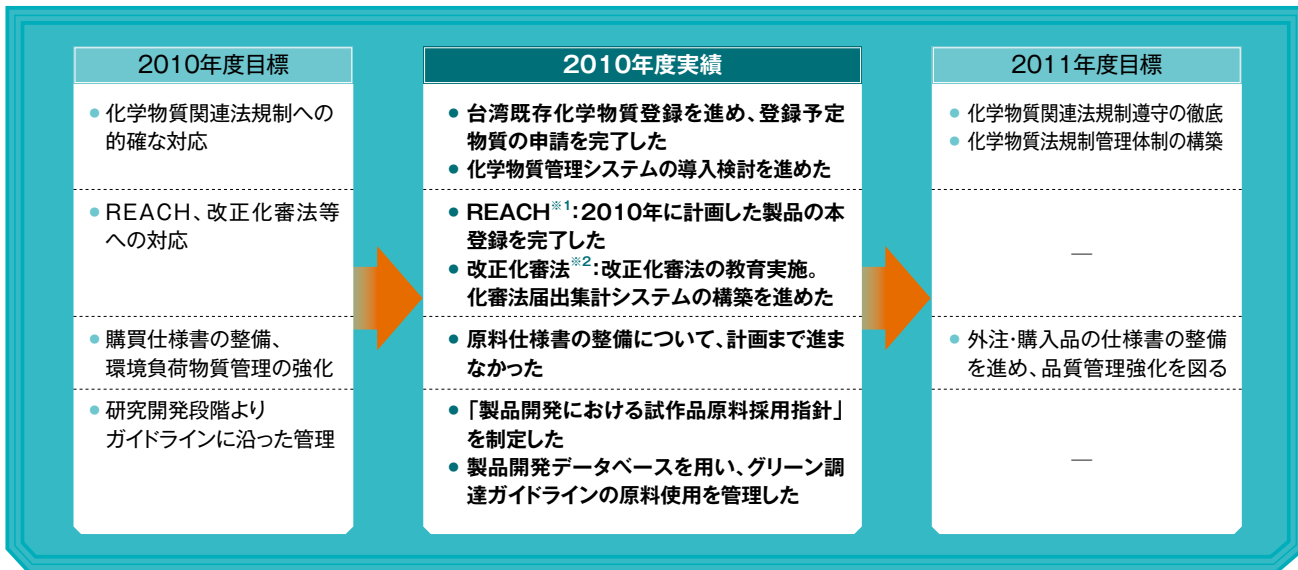 2010年度目標
2010年度実績
2011年度目標
● 化学物質関連法規制への
的確な対応
● 台湾既存化学物質登録を進め、登録予定
物質の申請を完了した
● 化学物質管理システムの導入検討を進めた
● 化学物質関連法規制遵守の徹底
● 化学物質法規制管理体制の構築
● REACH、改正化審法等
への対応
● REACH※1：2010年に計画した製品の本
登録を完了した
● 改正化審法※2：改正化審法の教育実施。
化審法届出集計システムの構築を進めた
—
● 購買仕様書の整備、
環境負荷物質管理の強化
● 原料仕様書の整備について、計画まで進ま
なかった
● 外注・購入品の仕様書の整備
を進め、品質管理強化を図る
● 研究開発段階より
ガイドラインに沿った管理
● 「製品開発における試作品原料採用指針」
を制定した
● 製品開発データベースを用い、グリーン調
達ガイドラインの原料使用を管理した
—